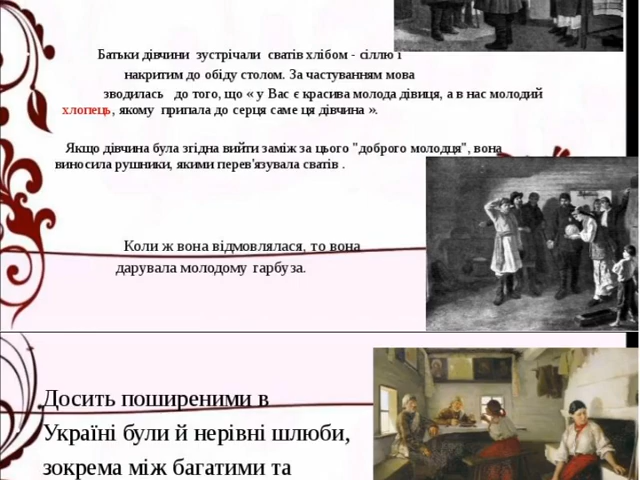 Батьки дівчини зустрічали сватів хлібом - сіллю і
накритим до обіду столом. За частуванням мова
зводилась до того, що « у Вас є красива молода дівиця, а в нас молодий
хлопець, якому припала до серця саме ця дівчина ».
Якщо дівчина була згідна вийти заміж за цього "доброго молодця", вона
виносила рушники, якими перев'язувала сватів .
Коли ж вона відмовлялася, то вона
дарувала молодому гарбуза.
Досить поширеними в
Україні були й нерівні шлюби,
зокрема між багатими та